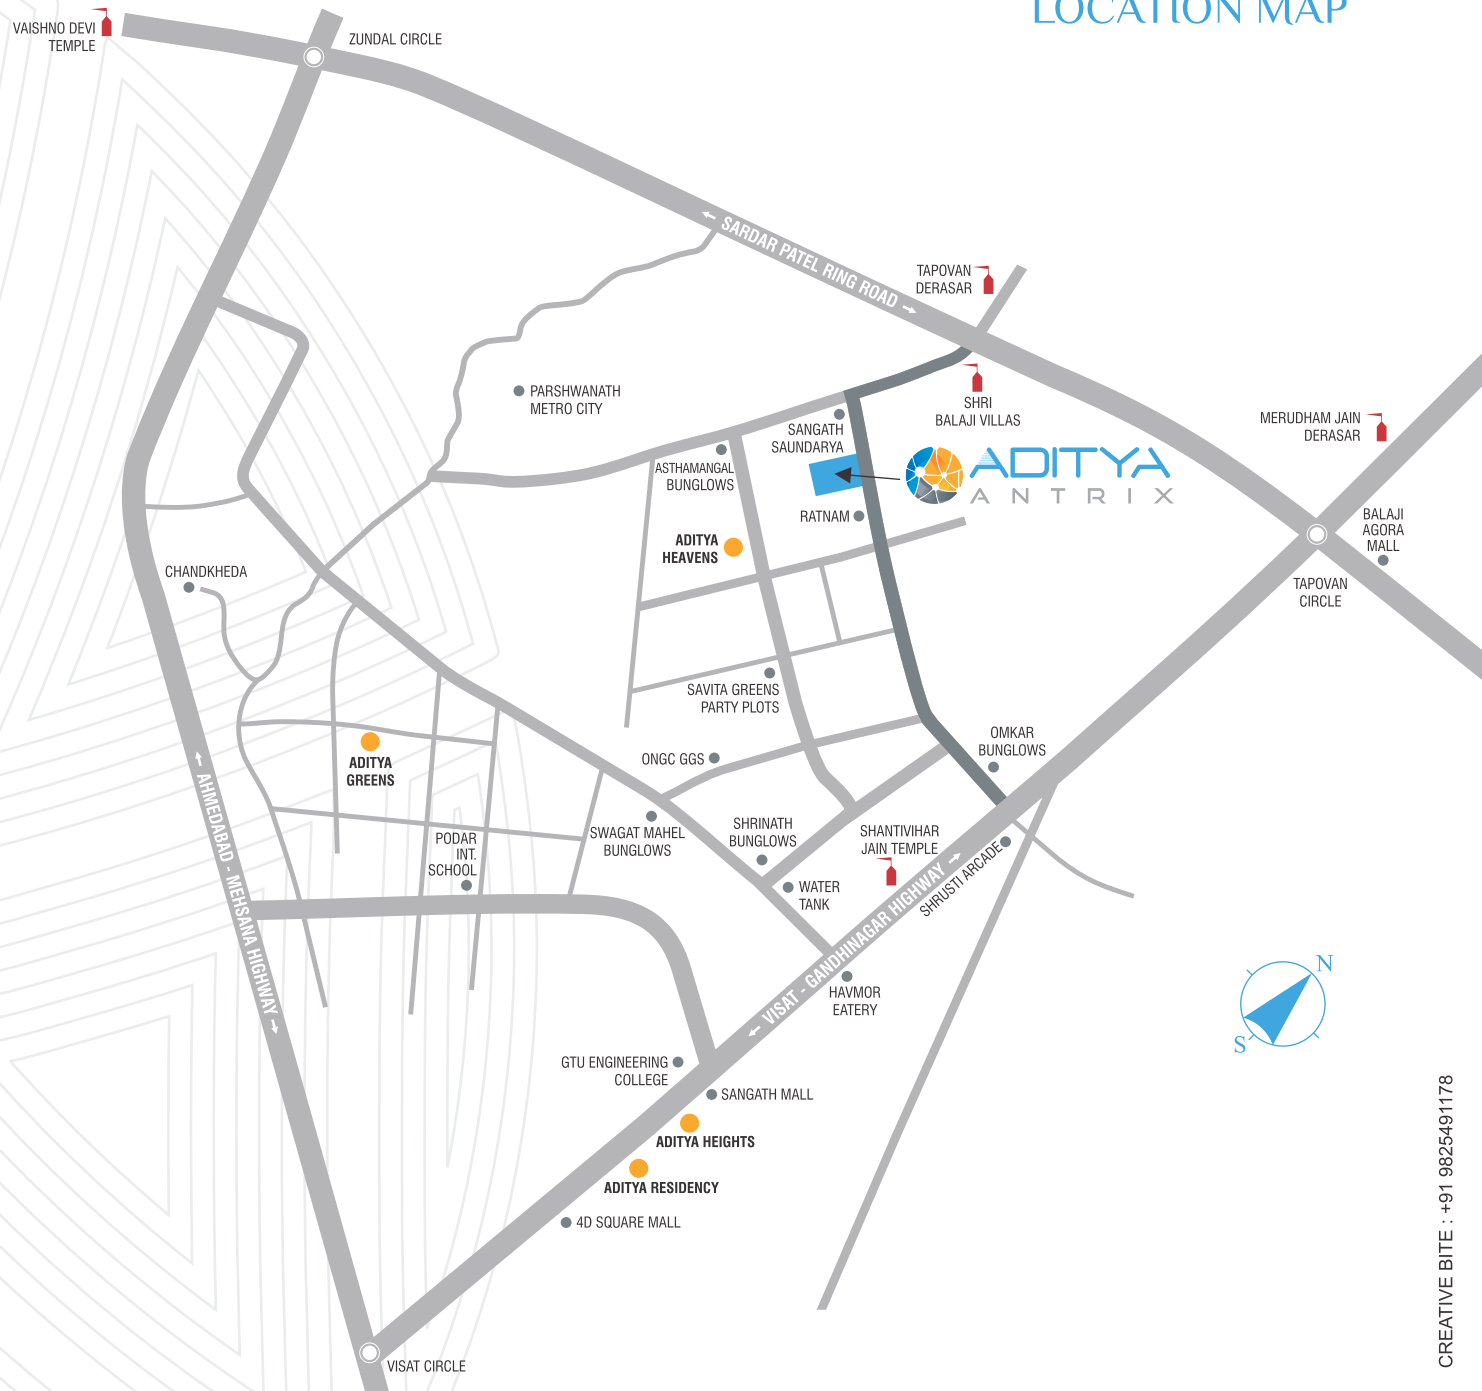 LOCATION MAP
VAISHNO DEVI
TEMPLE
ZUNDAL CIRCLE
SARDAR PATEL RING ROAD
TAPOVAN
DERASAR
PARSHWANATH
METRO CITY
SHRI
BALAJI VILLAS
MERUDHAM JAIN
DERASAR
SANGATH
SAUNDARYA
ASTHAMANGAL
BUNGLOWS
ADITYA
ANTRIX
RATNAM
BALAJI
AGORA
MALL
ADITYA
HEAVENS
CHANDKHEDA
TAPOVAN
CIRCLE
SAVITA GREENS
PARTY PLOTS
OMKAR
BUNGLOWS
ONGC GGS
ADITYA
GREENS
AHMEDABAD - MEHSANA HIGHWAY
SWAGAT MAHEL
BUNGLOWS
SHRINATH
BUNGLOWS
SHANTIVIHAR
JAIN TEMPLE
PODAR
INT.
SCHOOL
SHRUSTI ARCADE
WATER
TANK
VISAT - GANDHINAGAR HIGHWAY
HAVMOR
EATERY
N
S
GTU ENGINEERING
COLLEGE
SANGATH MALL
ADITYA HEIGHTS
ADITYA RESIDENCY
4D SQUARE MALL
VISAT CIRCLE
CREATIVE BITE : +91 9825491178